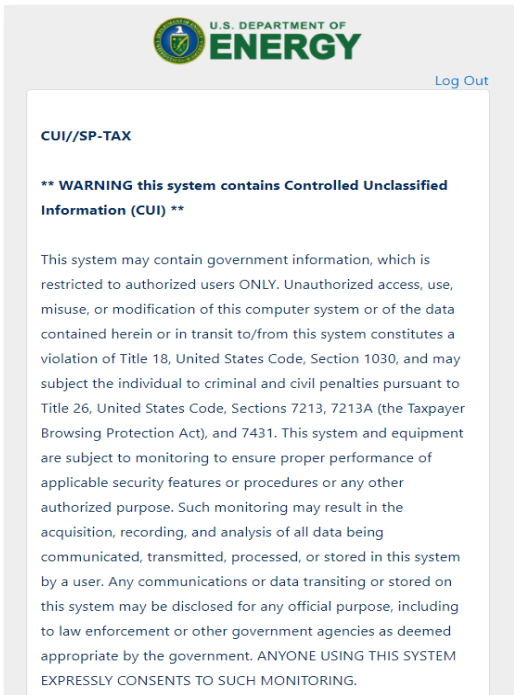 U.S. DEPARTMENT OF
ENERGY
Log Out
CUI//SP-TAX
** WARNING this system contains Controlled Unclassified
Information (CUI) **
This system may contain government information, which is
restricted to authorized users ONLY. Unauthorized access, use,
misuse, or modification of this computer system or of the data
contained herein or in transit to/from this system constitutes a
violation of Title 18, United States Code, Section 1030, and may
subject the individual to criminal and civil penalties pursuant to
Title 26, United States Code, Sections 7213, 7213A (the Taxpayer
Browsing Protection Act), and 7431. This system and equipment
are subject to monitoring to ensure proper performance of
applicable security features or procedures or any other
authorized purpose. Such monitoring may result in the
acquisition, recording, and analysis of all data being
communicated, transmitted, processed, or stored in this system
by a user. Any communications or data transiting or stored on
this system may be disclosed for any official purpose, including
to law enforcement or other government agencies as deemed
appropriate by the government. ANYONE USING THIS SYSTEM
EXPRESSLY CONSENTS TO SUCH MONITORING.